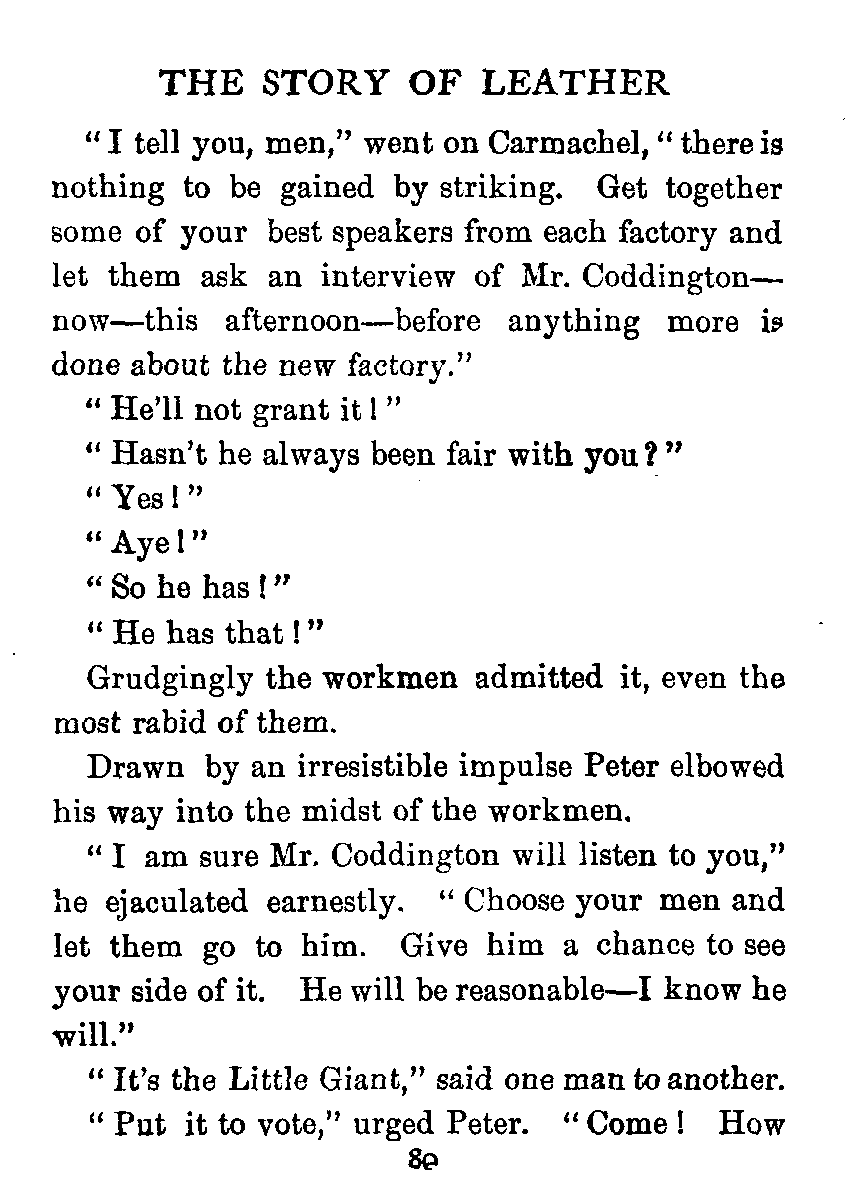 THE STORY OF LEATHER
“I tell you, men,” went on Carmachel, “there is
nothing to be gained by striking. Get together
some of your best speakers from each factory and
let them ask an interview of Mr. Coddington—
now—this afternoon—before anything more is
done about the new factory.”
“He’ll not grant it!”
“Hasn’t he always been fair with you?”
“Yes!”
“Aye!”
“So he has!”
“He has that!”
Grudgingly the workmen admitted it, even the
most rabid of them.
Drawn by an irresistible impulse Peter elbowed
his way into the midst of the workmen.
“I am sure Mr. Coddington will listen to you,”
he ejaculated earnestly. “Choose your men and
let them go to him. Give him a chance to see
your side of it. He will be reasonable—I know he
will.”
“It’s the Little Giant,” said one man to another.
“Put it to vote,” urged Peter. “Come! How
80